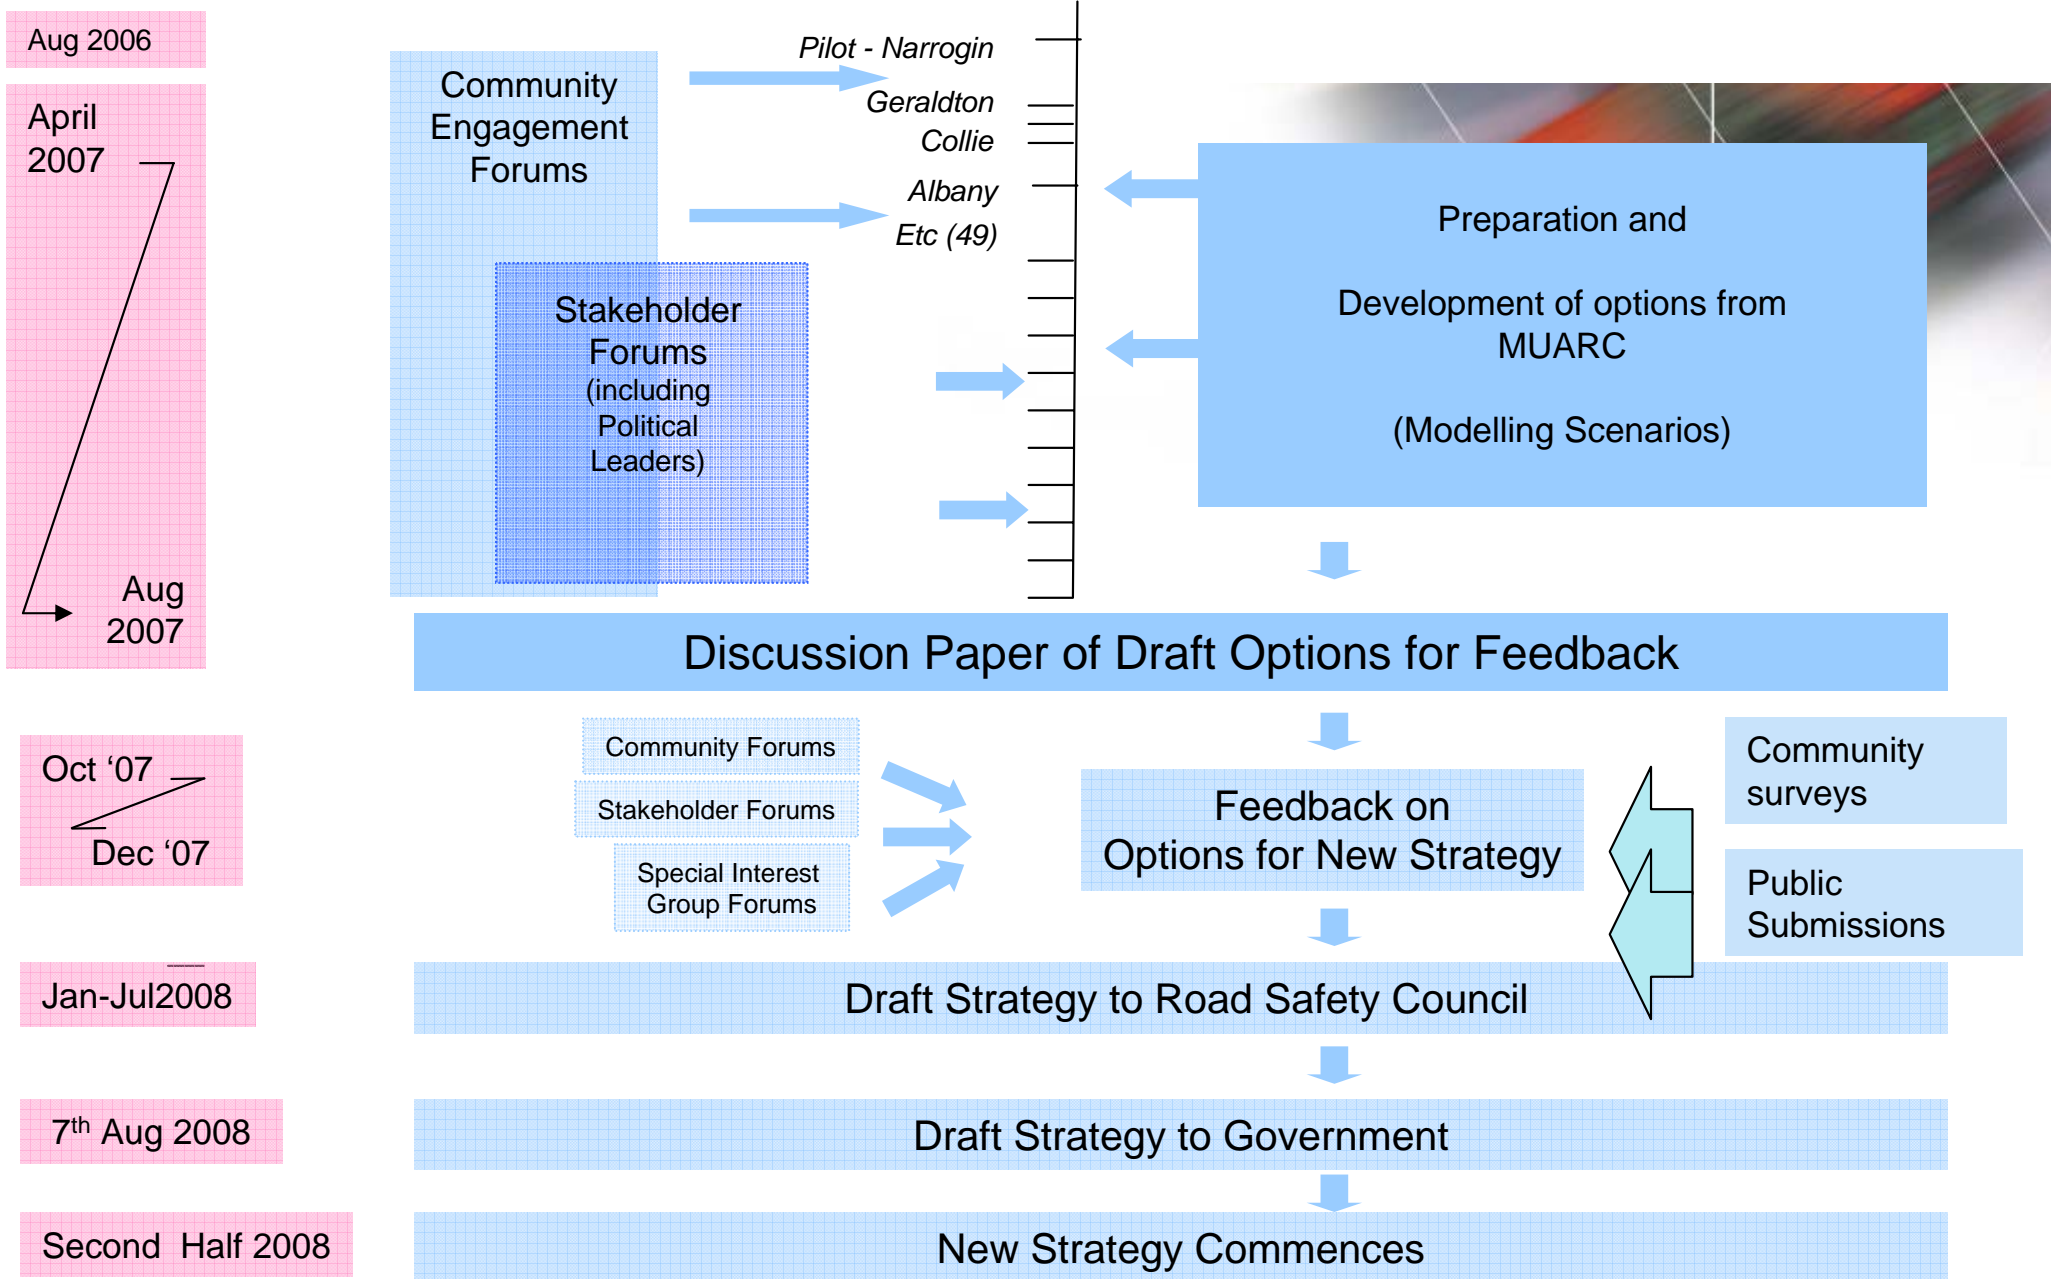 Aug 2006
April
2007
Aug
2007
Community
Engagement
Forums
Stakeholder
Forums
(including
Political
Leaders)
Pilot - Narrogin
Geraldton
Collie
Albany
Etc (49)
Preparation and
Development of options from
MUARC
(Modelling Scenarios)
Discussion Paper of Draft Options for Feedback
Oct ‘07
Dec ‘07
Community Forums
Stakeholder Forums
Special Interest
Group Forums
Feedback on
Options for New Strategy
Community
surveys
Public
Submissions
Jan-Jul2008
Draft Strategy to Road Safety Council
7th Aug 2008
Draft Strategy to Government
Second Half 2008
New Strategy Commences